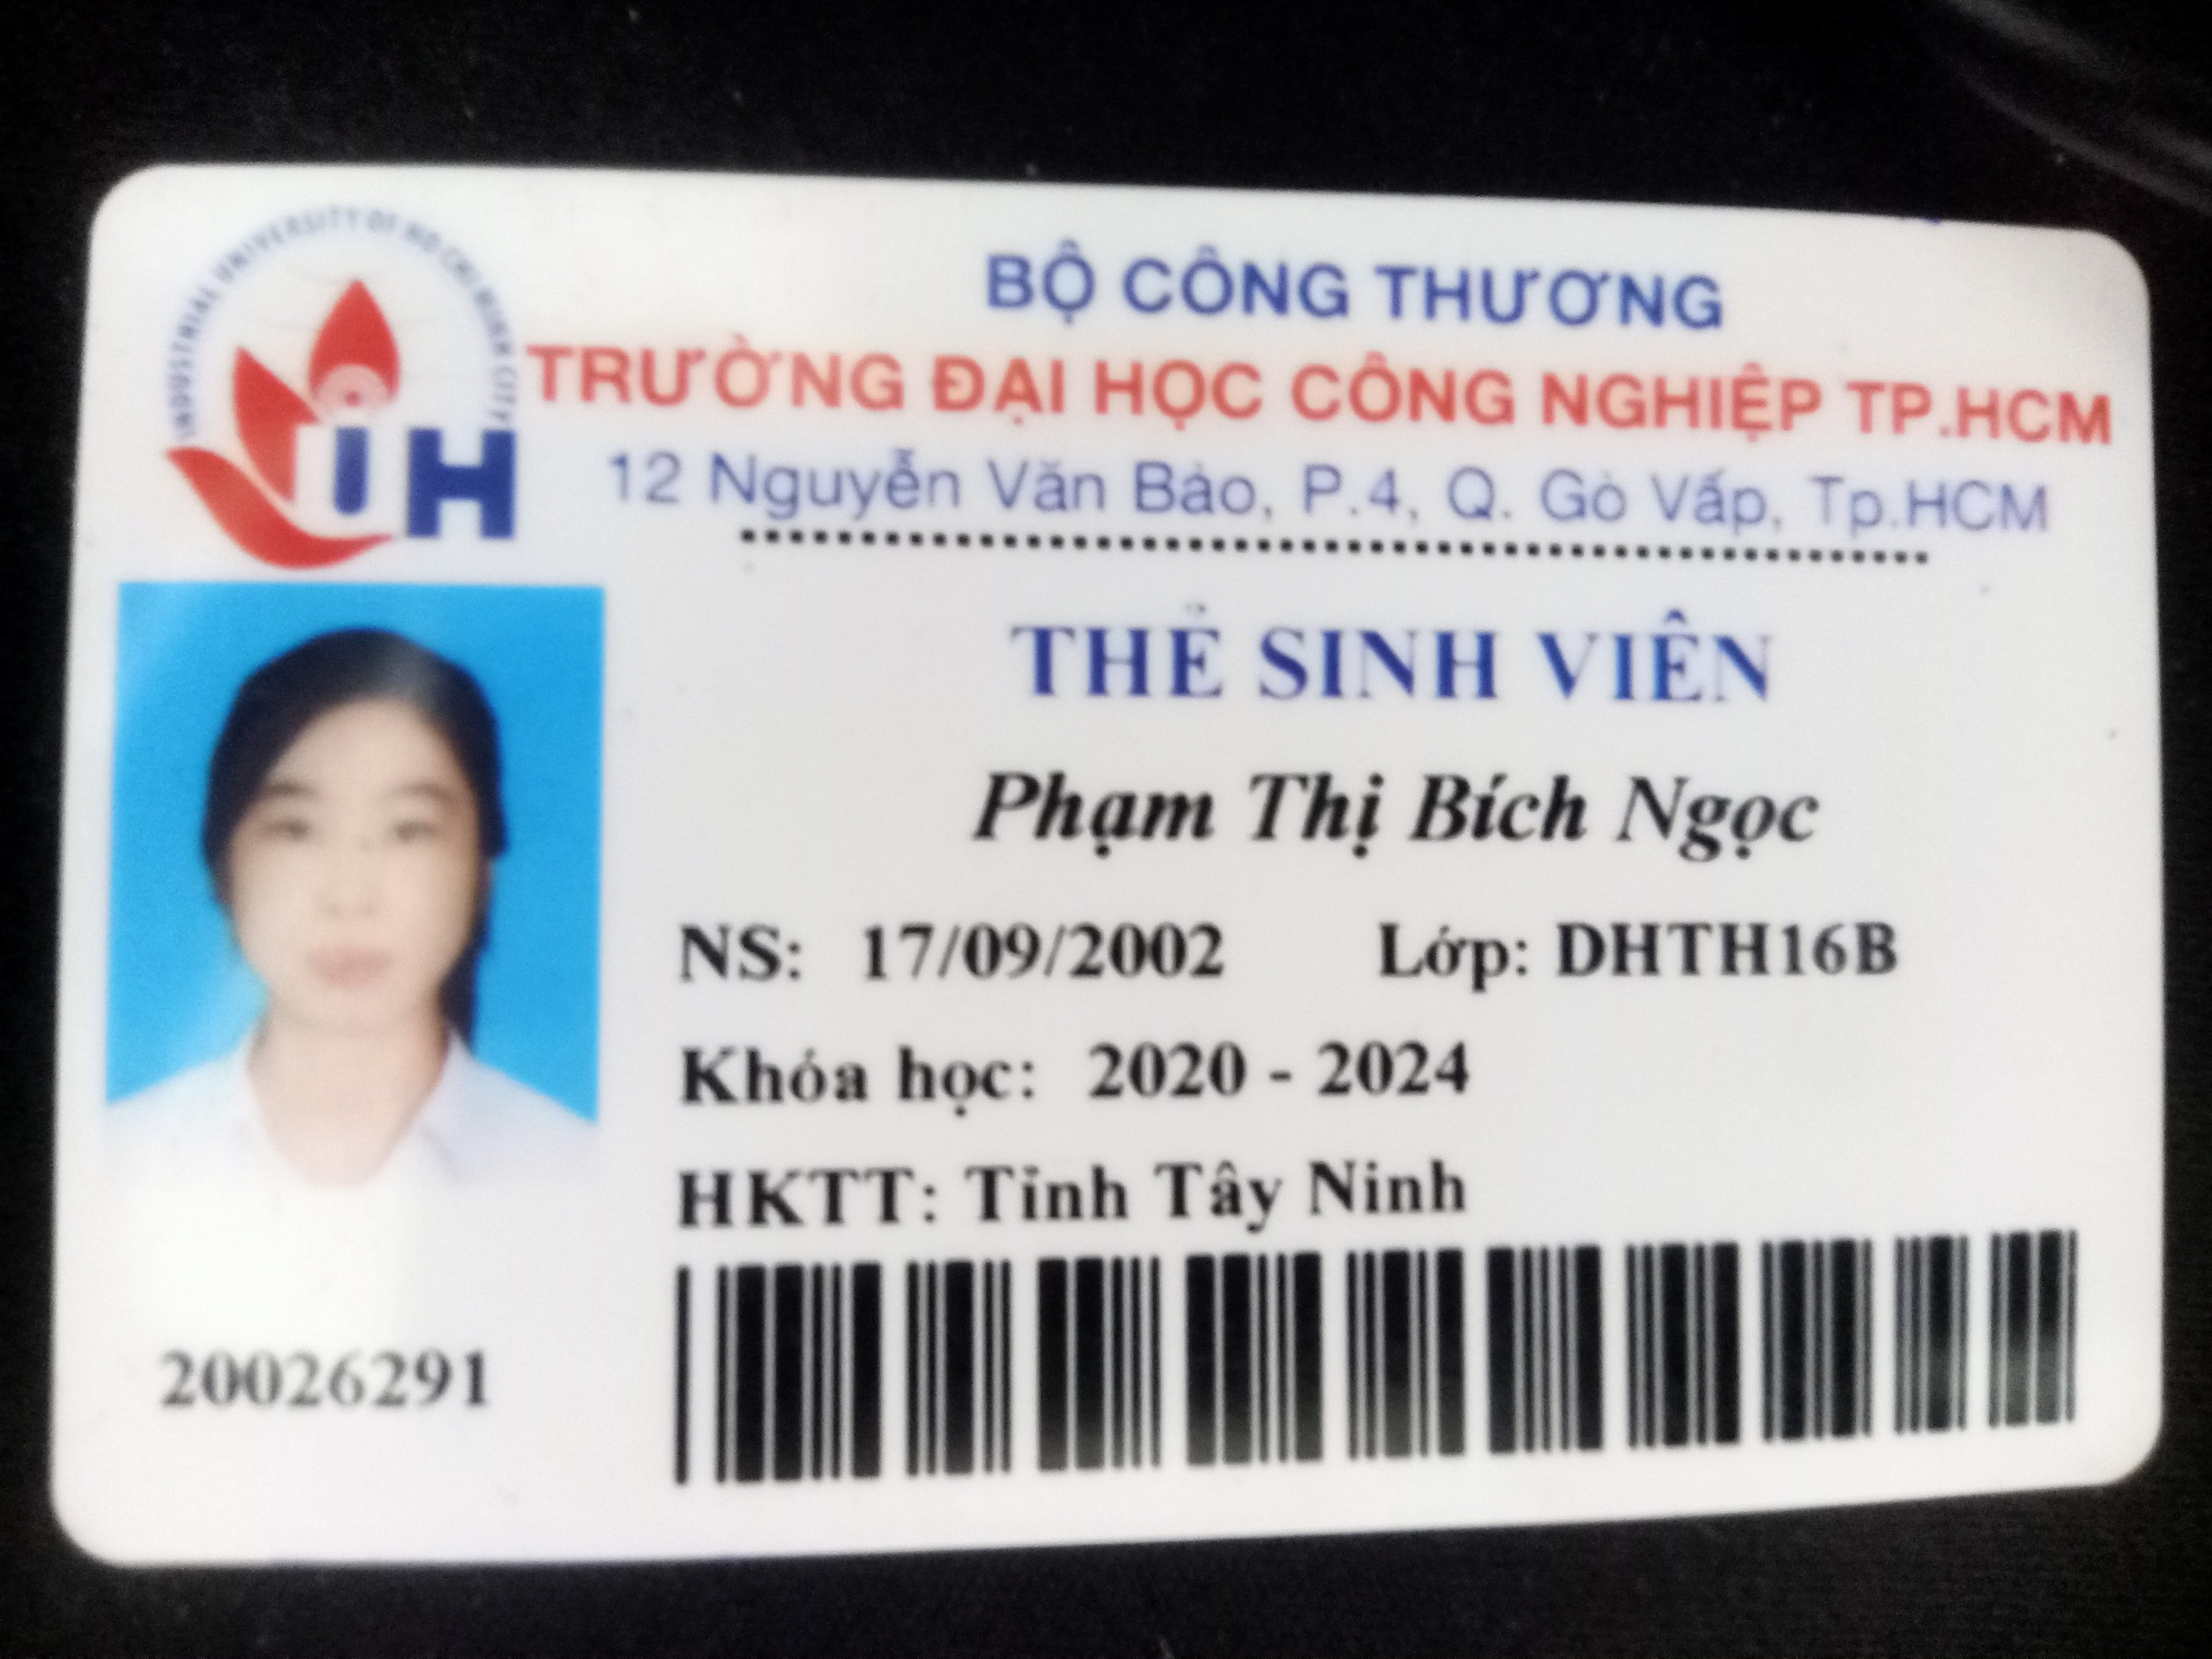 INDUSTRIAL UNIVERSITY OF HO CHI MINH CITY
IUH
BỘ CÔNG THƯƠNG
TRƯỜNG ĐẠI HỌC CÔNG NGHIỆP TP.HCM
12 Nguyễn Văn Bảo, P.4, Q. Gò Vấp, Tp.HCM
THẺ SINH VIÊN
Phạm Thị Bích Ngọc
NS: 17/09/2002 Lớp: DHTH16B
Khóa học: 2020 - 2024
HKTT: Tỉnh Tây Ninh
20026291